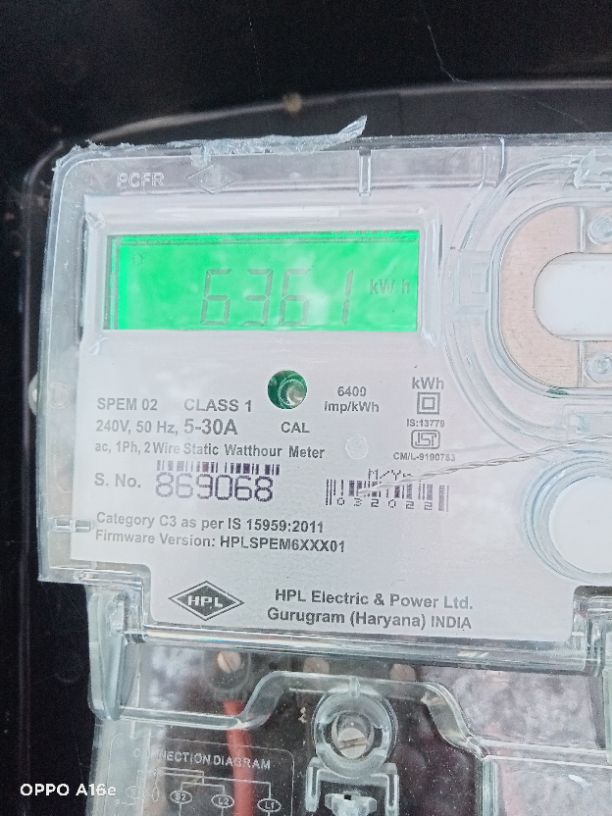 PCFR
6361 kWh
SPEM 02 CLASS 1
240V, 50 Hz, 5-30A
ac, 1Ph, 2 Wire Static Watthour Meter
CAL
6400
imp/kWh
kWh
IS:13779
CM/L-9190783
S. No. 869068
M/Yr
032022
Category C3 as per IS 15959:2011
Firmware Version: HPLSPEM6XXX01
HPL
HPL Electric & Power Ltd.
Gurugram (Haryana) INDIA
CONNECTION DIAGRAM
L2
L1
OPPO A16e